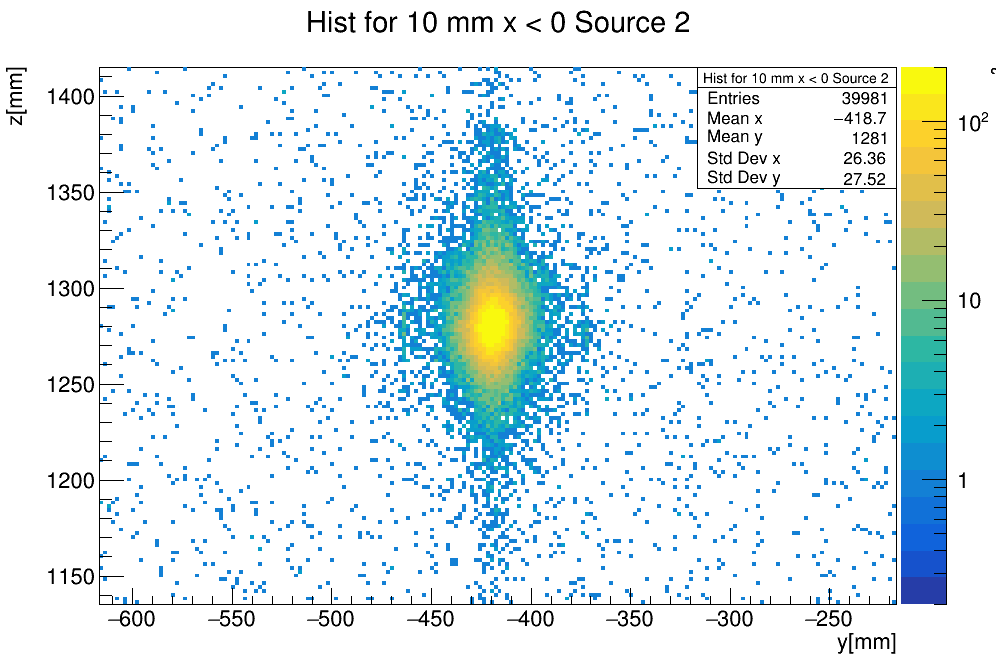 Hist for 10 mm x < 0 Source 2
z[mm]
Hist for 10 mm x < 0 Source 2
Entries 39981
Mean x −418.7
Mean y 1281
Std Dev x 26.36
Std Dev y 27.52
1400
1350
1300
1250
1200
1150
−600 −550 −500 −450 −400 −350 −300 −250
y[mm]
10²
10
1